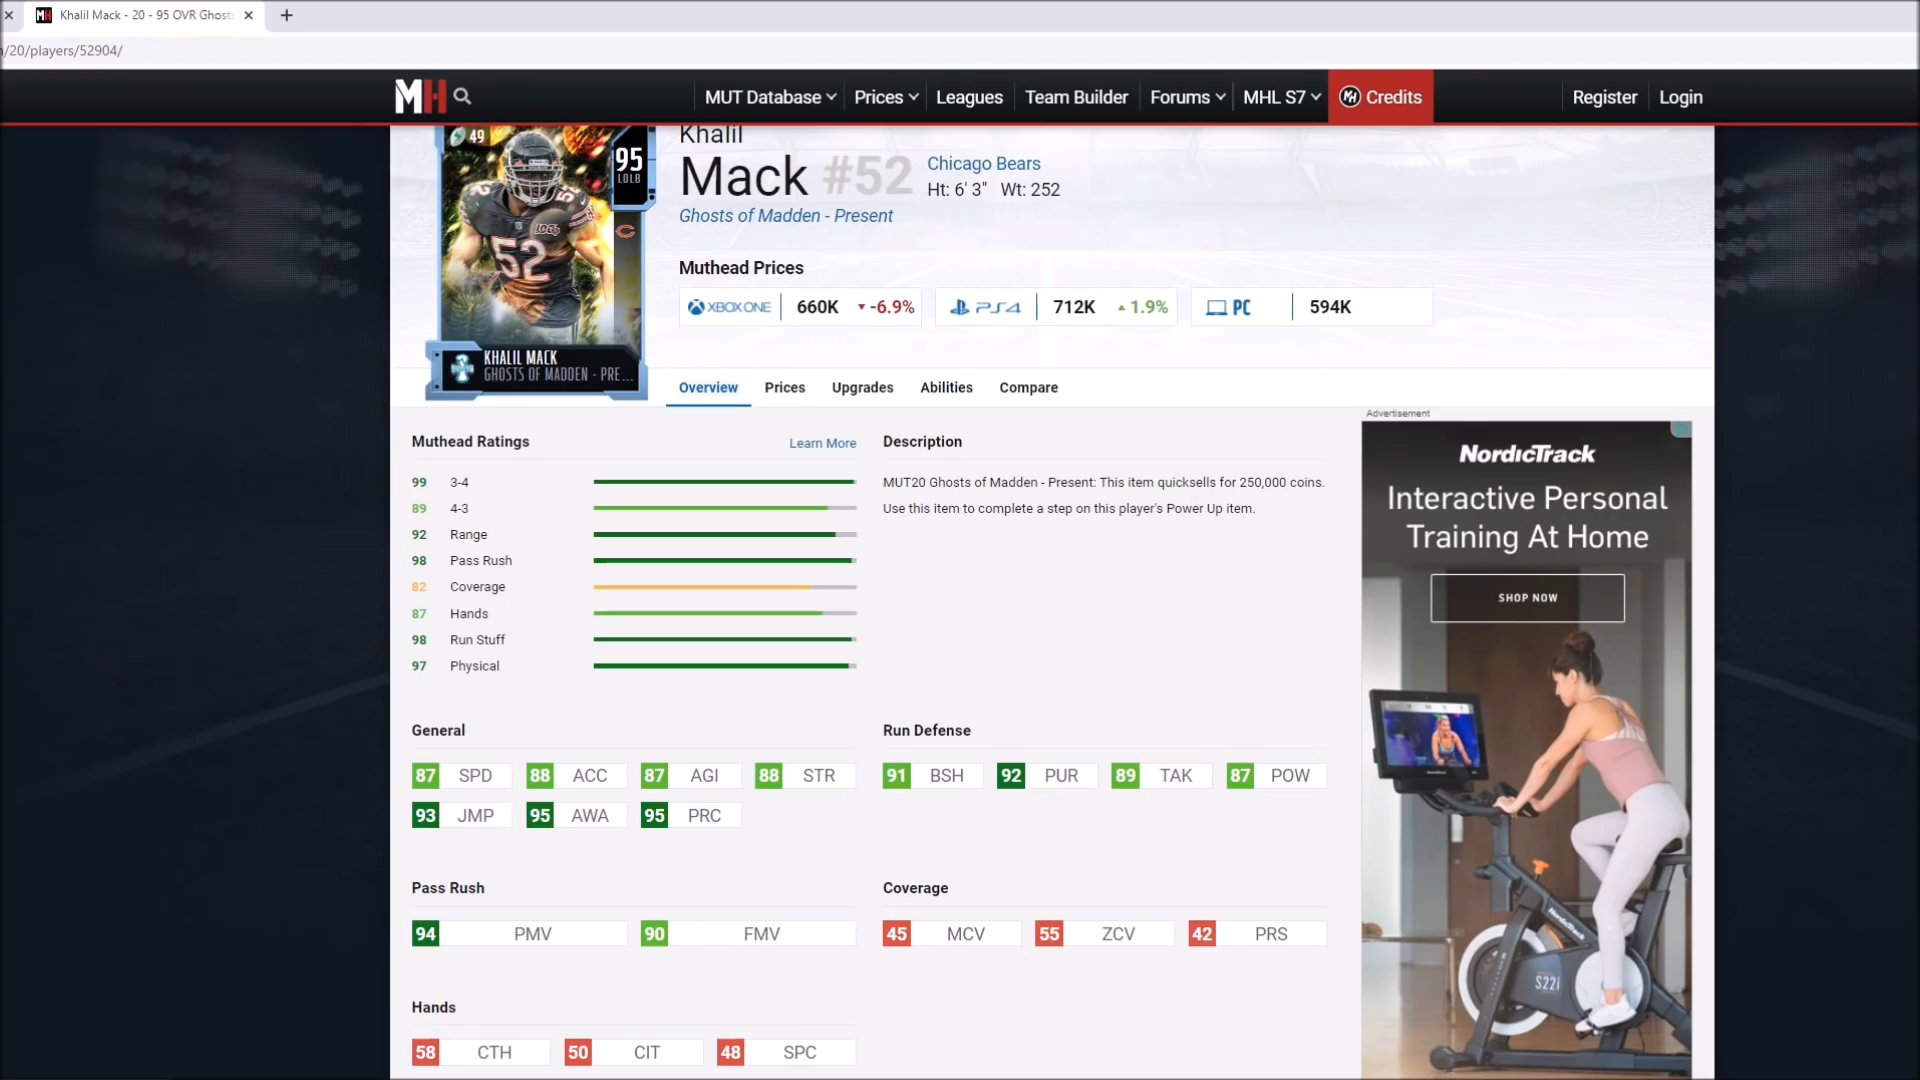 Khalil Mack - 20 - 95 OVR Ghost
/20/players/52904/
MH
MUT Database
Prices
Leagues
Team Builder
Forums
MHL S7
Credits
Register
Login
49
95
LOLB
52
KHALIL MACK
GHOSTS OF MADDEN - PRE...
Khalil
Mack #52
Chicago Bears
Ht: 6' 3" Wt: 252
Ghosts of Madden - Present
Muthead Prices
XBOX ONE 660K -6.9%
PS4 712K 1.9%
PC 594K
Overview
Prices
Upgrades
Abilities
Compare
Muthead Ratings
Learn More
99 3-4
89 4-3
92 Range
98 Pass Rush
82 Coverage
87 Hands
98 Run Stuff
97 Physical
Description
MUT20 Ghosts of Madden - Present: This item quicksells for 250,000 coins.
Use this item to complete a step on this player's Power Up item.
General
87 SPD 88 ACC 87 AGI 88 STR
93 JMP 95 AWA 95 PRC
Run Defense
91 BSH 92 PUR 89 TAK 87 POW
Pass Rush
94 PMV 90 FMV
Coverage
45 MCV 55 ZCV 42 PRS
Hands
58 CTH 50 CIT 48 SPC
Advertisement
NordicTrack
Interactive Personal
Training At Home
SHOP NOW
NordicTrack
S22i